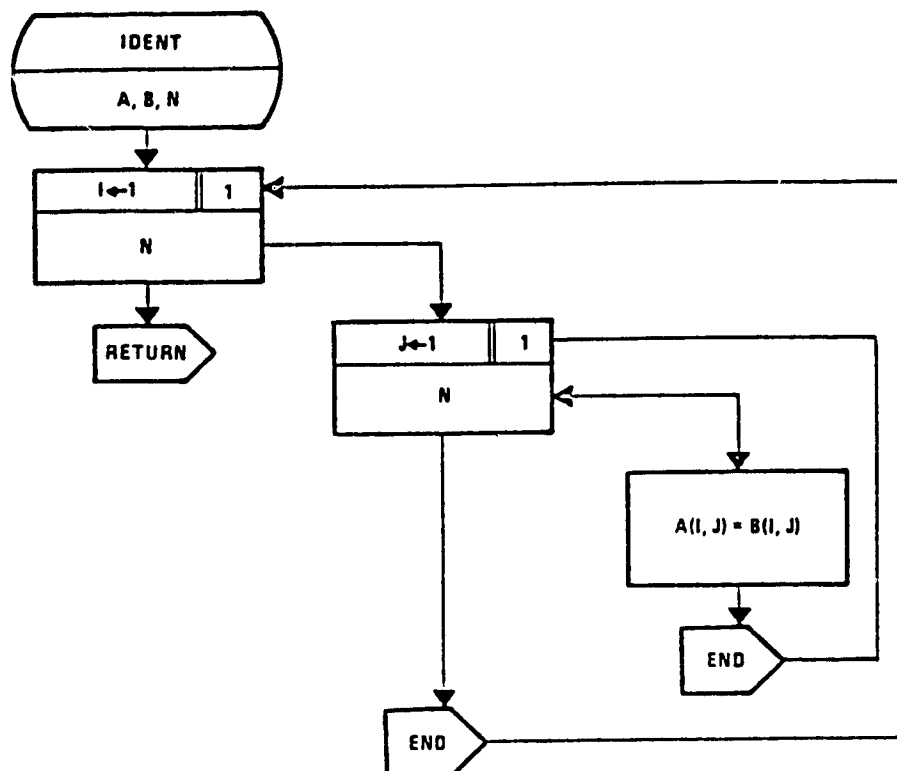 IDENT
A, B, N
I←1 1
N
RETURN
J←1 1
N
A(I, J) = B(I, J)
END
END